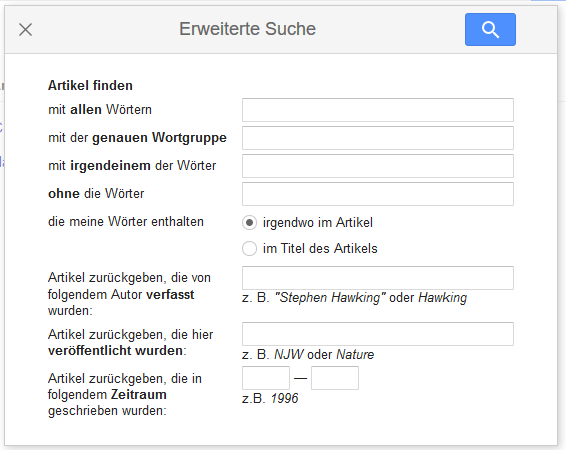 Erweiterte Suche
Artikel finden
mit allen Wörtern
mit der genauen Wortgruppe
mit irgendeinem der Wörter
ohne die Wörter
die meine Wörter enthalten
irgendwo im Artikel
im Titel des Artikels
Artikel zurückgeben, die von
folgendem Autor verfasst
wurden:
z. B. "Stephen Hawking" oder Hawking
Artikel zurückgeben, die hier
veröffentlicht wurden:
z. B. NJW oder Nature
Artikel zurückgeben, die in
folgendem Zeitraum
geschrieben wurden:
—
z.B. 1996